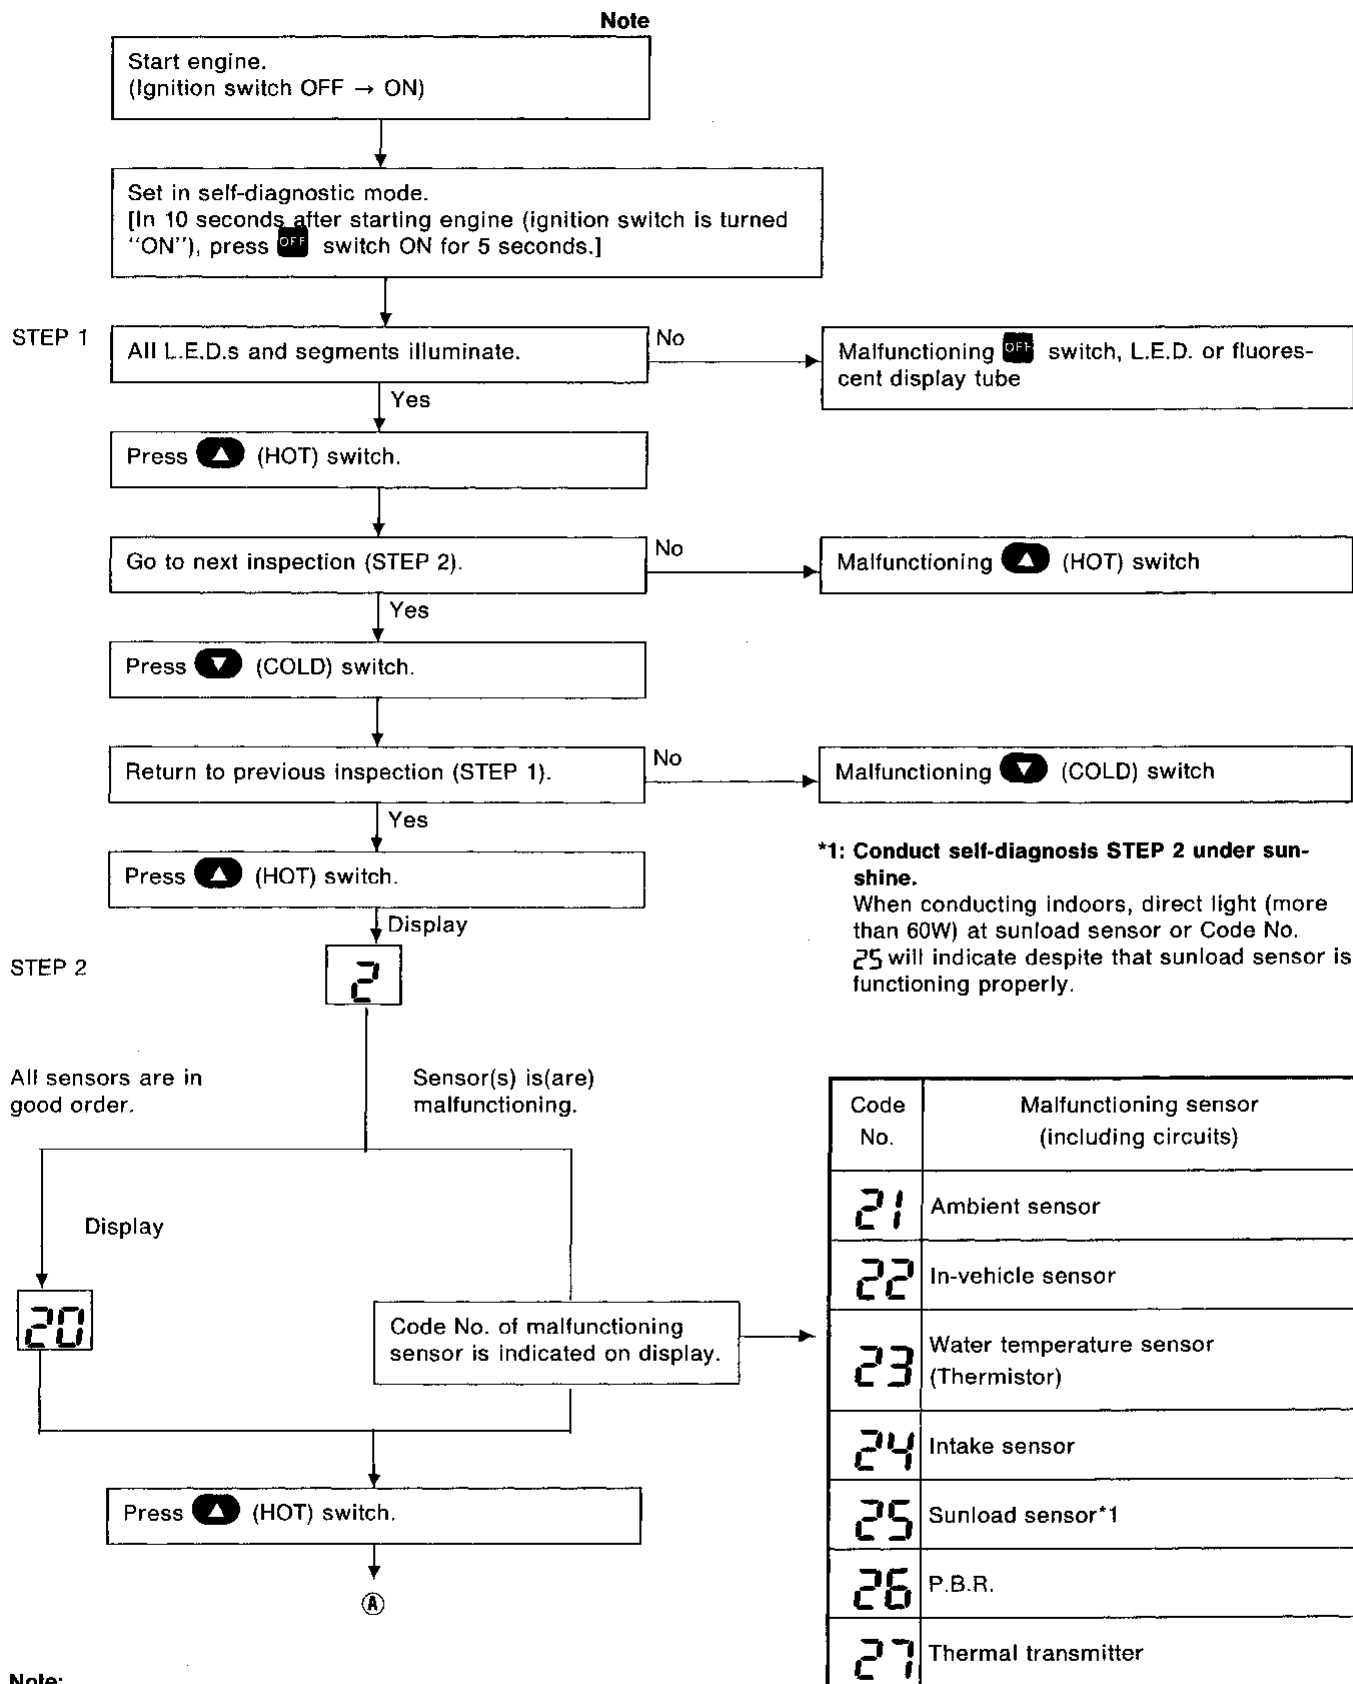 Note
Start engine.
(Ignition switch OFF → ON)
Set in self-diagnostic mode.
[In 10 seconds after starting engine (ignition switch is turned
‘‘ON’’), press OFF switch ON for 5 seconds.]
STEP 1
All L.E.D.s and segments illuminate.
No
Malfunctioning OFF switch, L.E.D. or fluores-
cent display tube
Yes
Press ▲ (HOT) switch.
Go to next inspection (STEP 2).
No
Malfunctioning ▲ (HOT) switch
Yes
Press ▼ (COLD) switch.
Return to previous inspection (STEP 1).
No
Malfunctioning ▼ (COLD) switch
Yes
Press ▲ (HOT) switch.
Display
*1: Conduct self-diagnosis STEP 2 under sun-
shine.
When conducting indoors, direct light (more
than 60W) at sunload sensor or Code No.
25 will indicate despite that sunload sensor is
functioning properly.
STEP 2
2
All sensors are in
good order.
Sensor(s) is(are)
malfunctioning.
Display
20
Code No. of malfunctioning
sensor is indicated on display.
Press ▲ (HOT) switch.
Ⓐ
Code
No.
Malfunctioning sensor
(including circuits)
21 Ambient sensor
22 In-vehicle sensor
23 Water temperature sensor
(Thermistor)
24 Intake sensor
25 Sunload sensor*1
26 P.B.R.
27 Thermal transmitter
Note: